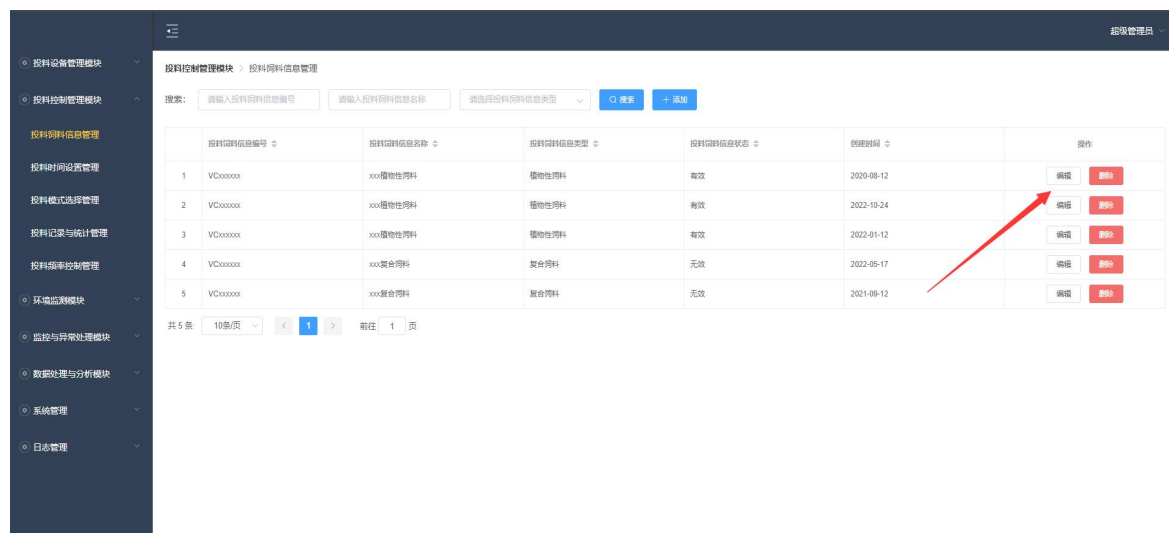 超级管理员
投料设备管理模块
投料控制管理模块
投料饲料信息管理
投料时间设置管理
投料模式选择管理
投料记录与统计管理
投料频率控制管理
环境监测模块
监控与异常处理模块
数据处理与分析模块
系统管理
日志管理
投料控制管理模块 > 投料饲料信息管理
搜索： 请输入投料饲料信息编号 请输入投料饲料信息名称 请选择投料饲料信息类型 搜索 + 添加
投料饲料信息编号 投料饲料信息名称 投料饲料信息类型 投料饲料信息状态 创建时间 操作
1 VCxxxxxx xxx植物性饲料 植物性饲料 有效 2020-08-12 编辑 删除
2 VCxxxxxx xxx植物性饲料 植物性饲料 有效 2022-10-24 编辑 删除
3 VCxxxxxx xxx植物性饲料 植物性饲料 有效 2022-01-12 编辑 删除
4 VCxxxxxx xxx复合饲料 复合饲料 无效 2022-05-17 编辑 删除
5 VCxxxxxx xxx复合饲料 复合饲料 无效 2021-09-12 编辑 删除
共 5 条 10条/页 < 1 > 前往 1 页